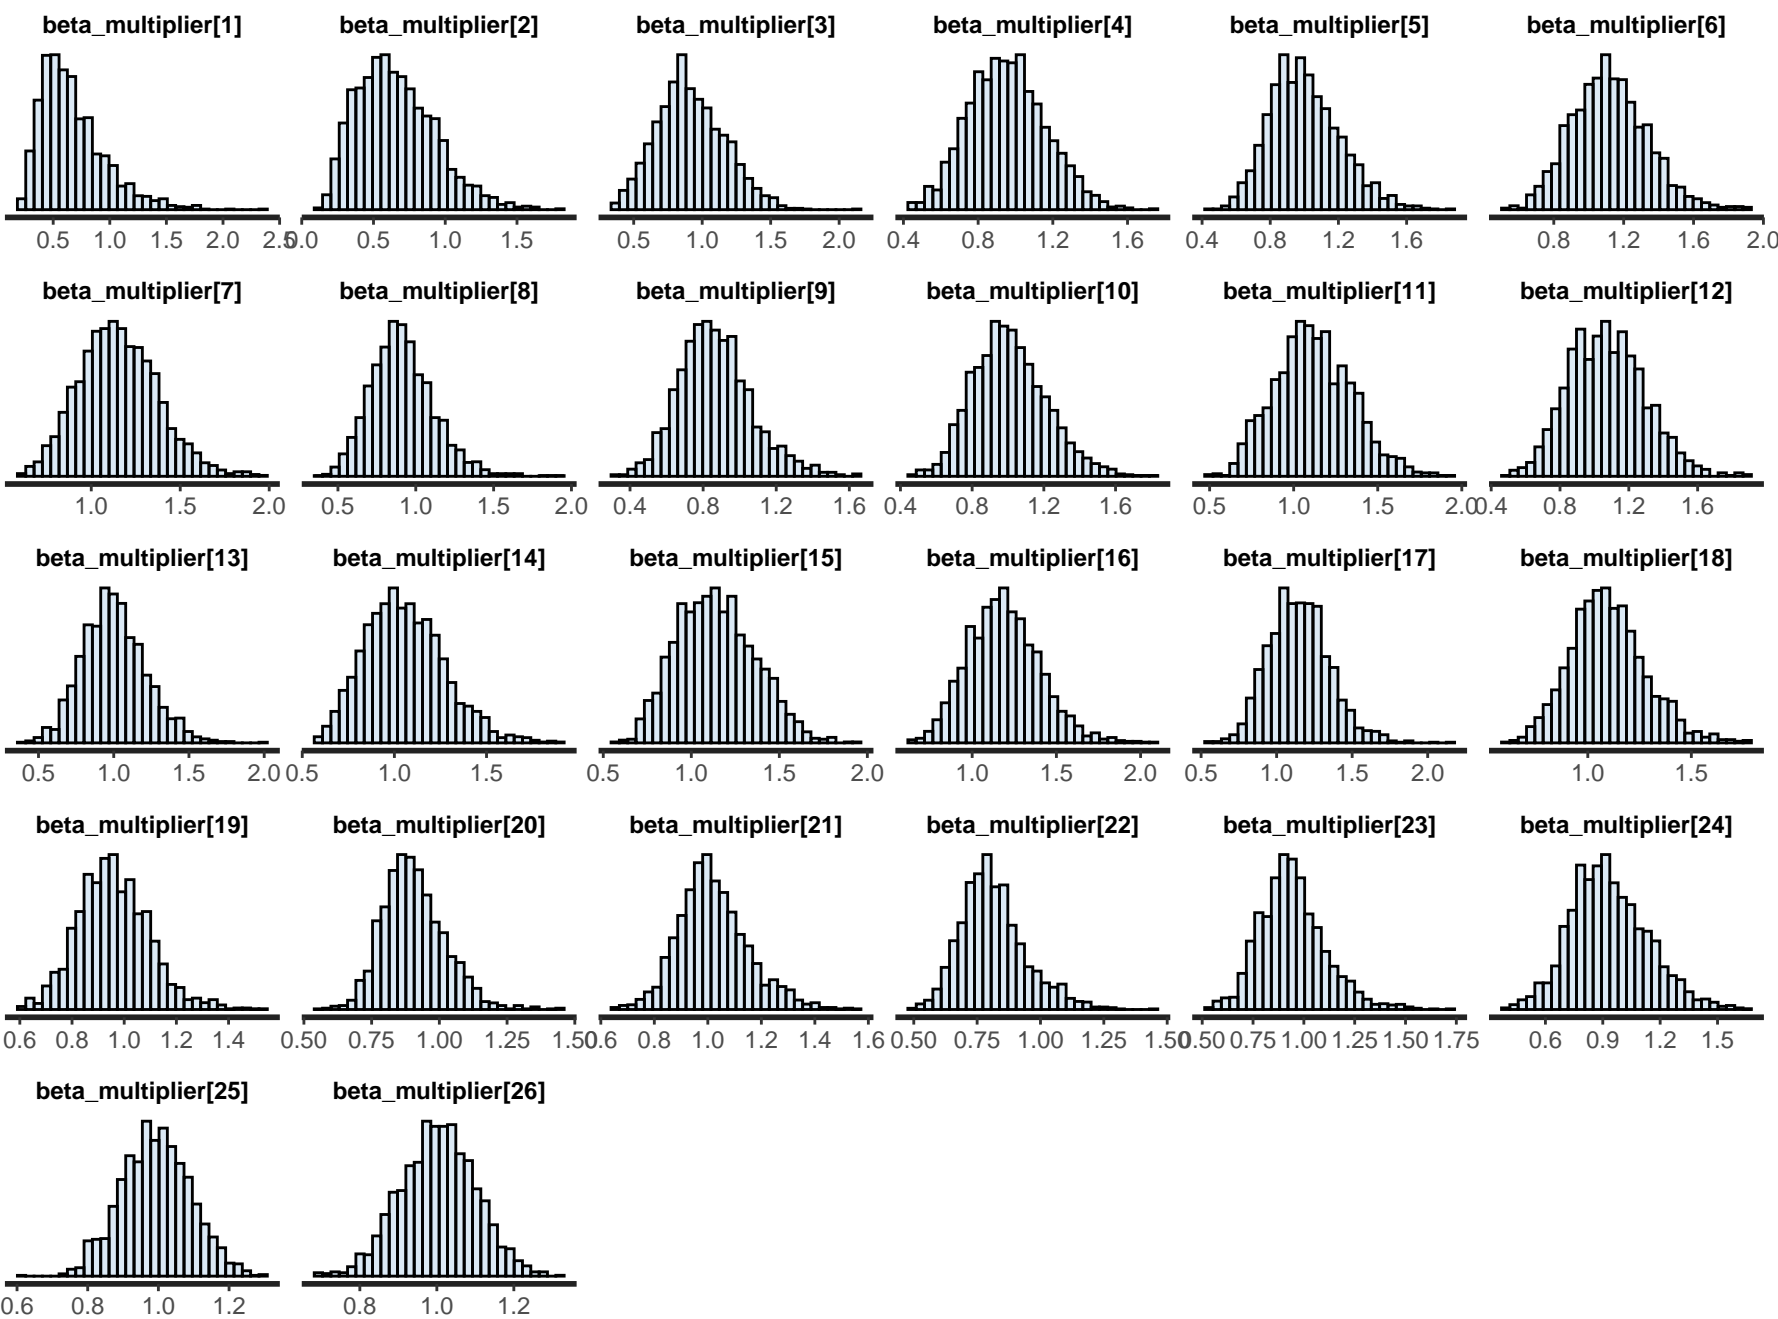 beta_multiplier[1] beta_multiplier[2] beta_multiplier[3] beta_multiplier[4] beta_multiplier[5] beta_multiplier[6]
0.5 1.0 1.5 2.0 2.5 0.0 0.5 1.0 1.5 0.5 1.0 1.5 2.0 0.4 0.8 1.2 1.6 0.4 0.8 1.2 1.6 0.8 1.2 1.6 2.0
beta_multiplier[7] beta_multiplier[8] beta_multiplier[9] beta_multiplier[10] beta_multiplier[11] beta_multiplier[12]
1.0 1.5 2.0 0.5 1.0 1.5 2.0 0.4 0.8 1.2 1.6 0.4 0.8 1.2 1.6 0.5 1.0 1.5 2.0 0.4 0.8 1.2 1.6
beta_multiplier[13] beta_multiplier[14] beta_multiplier[15] beta_multiplier[16] beta_multiplier[17] beta_multiplier[18]
0.5 1.0 1.5 2.0 0.5 1.0 1.5 0.5 1.0 1.5 2.0 1.0 1.5 2.0 0.5 1.0 1.5 2.0 1.0 1.5
beta_multiplier[19] beta_multiplier[20] beta_multiplier[21] beta_multiplier[22] beta_multiplier[23] beta_multiplier[24]
0.6 0.8 1.0 1.2 1.4 0.50 0.75 1.00 1.25 1.50 0.6 0.8 1.0 1.2 1.4 1.6 0.50 0.75 1.00 1.25 1.50 0.50 0.75 1.00 1.25 1.50 1.75 0.6 0.9 1.2 1.5
beta_multiplier[25] beta_multiplier[26]
0.6 0.8 1.0 1.2 0.8 1.0 1.2